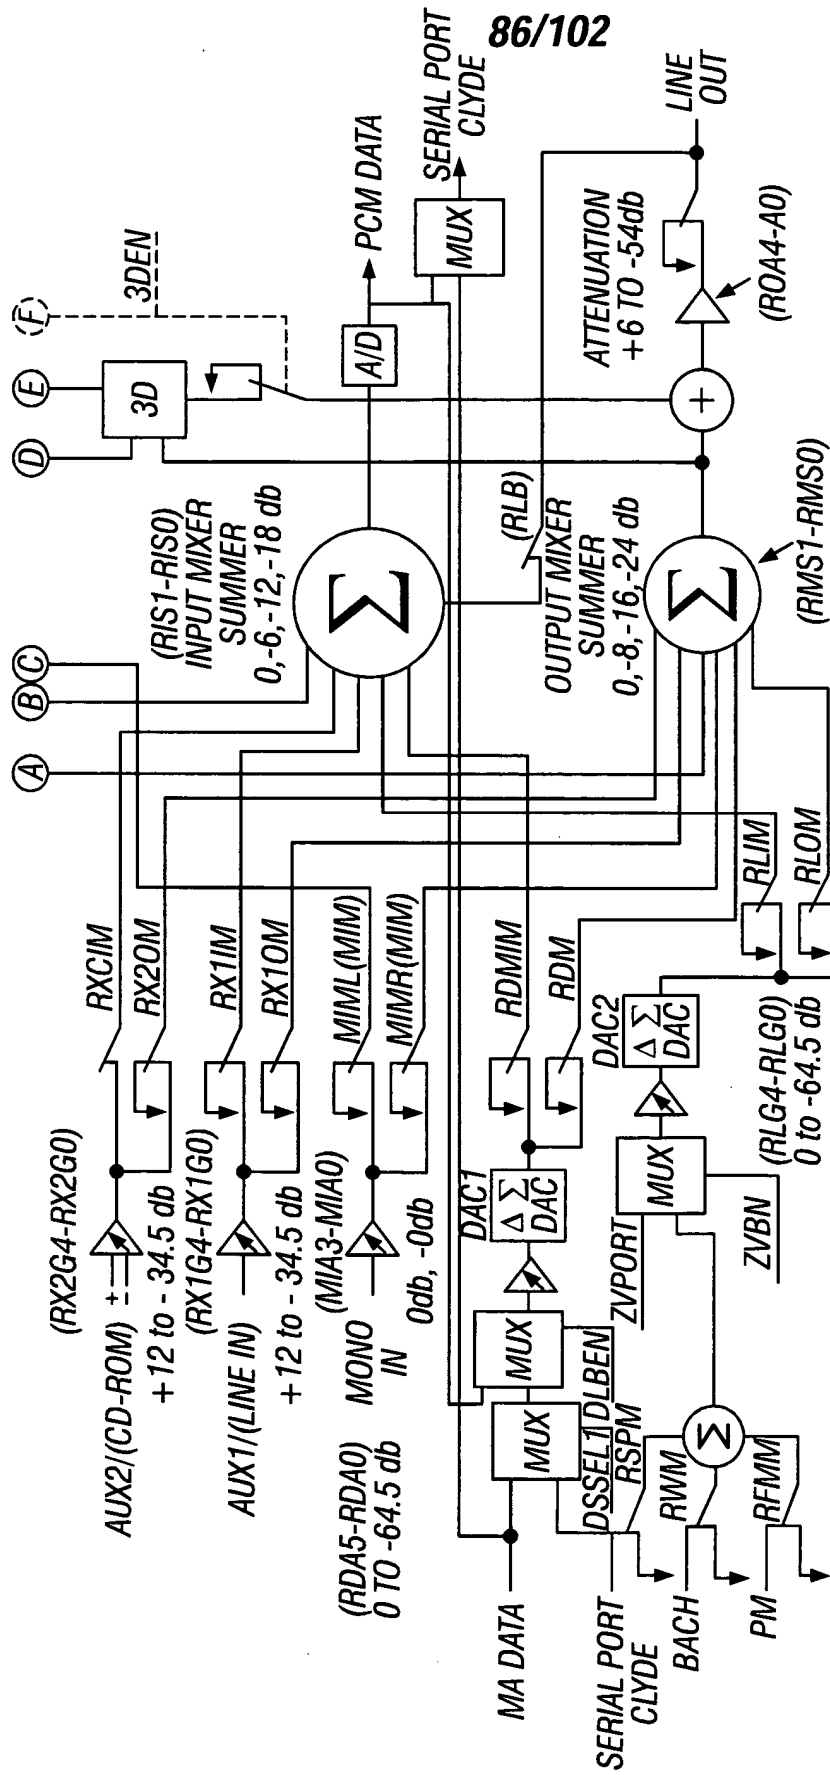 86/102
(RX2G4-RX2G0)
AUX2/(CD-ROM) ±
+12 to - 34.5 db
RXCIM
RX2OM
(RX1G4-RX1G0)
AUX1/(LINE IN)
+12 to - 34.5 db
RX1IM
RX1OM
(MIA3-MIA0)
MONO
IN
0db, -0db
MIML(MIM)
MIMR(MIM)
A
B
C
D
E
F
(RIS1-RIS0)
INPUT MIXER
SUMMER
0,-6,-12,-18 db
Σ
3D
3DEN
A/D
PCM DATA
MUX
SERIAL PORT
CLYDE
(RDA5-RDA0)
0 TO -64.5 db
MA DATA
MUX
MUX
DSSEL1
DLBEN
DAC1
Δ Σ
DAC
RDMIM
RDM
(RLB)
OUTPUT MIXER
SUMMER
0,-8,-16,-24 db
Σ
(RMS1-RMS0)
+
ATTENUATION
+6 TO -54db
(ROA4-A0)
LINE
OUT
SERIAL PORT
CLYDE
RSPM
BACH
RWM
PM
RFMM
Σ
ZVPORT
MUX
ZVBN
DAC2
Δ Σ
DAC
(RLG4-RLG0)
0 to -64.5 db
RLIM
RLOM